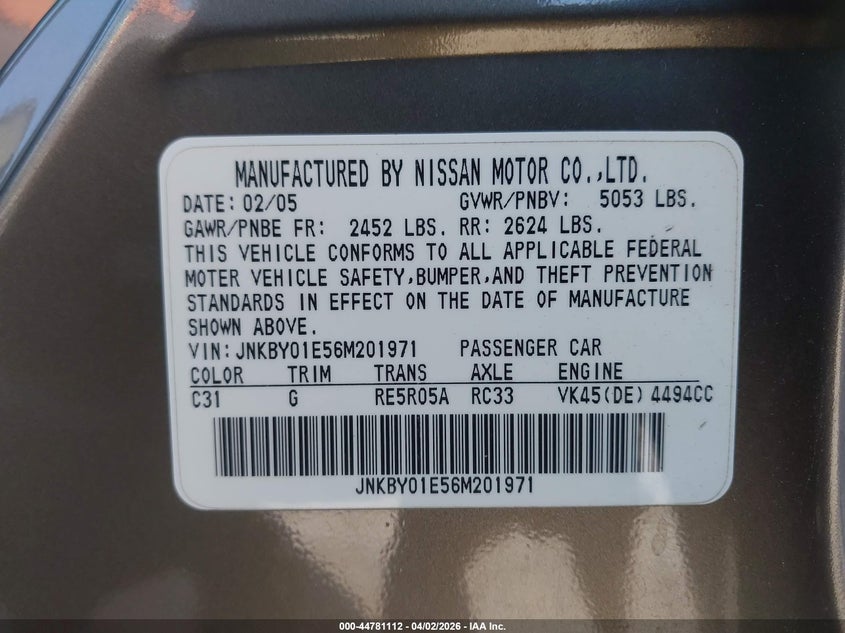 MANUFACTURED BY NISSAN MOTOR CO.,LTD.
DATE: 02/05 GVWR/PNBV: 5053 LBS.
GAWR/PNBE FR: 2452 LBS. RR: 2624 LBS.
THIS VEHICLE CONFORMS TO ALL APPLICABLE FEDERAL
MOTER VEHICLE SAFETY,BUMPER,AND THEFT PREVENTION
STANDARDS IN EFFECT ON THE DATE OF MANUFACTURE
SHOWN ABOVE.
VIN:JNKBY01E56M201971 PASSENGER CAR
COLOR TRIM TRANS AXLE ENGINE
C31 G RE5R05A RC33 VK45(DE) 4494CC
JNKBY01E56M201971
000-44781112 | 04/02/2026 - IAA Inc.